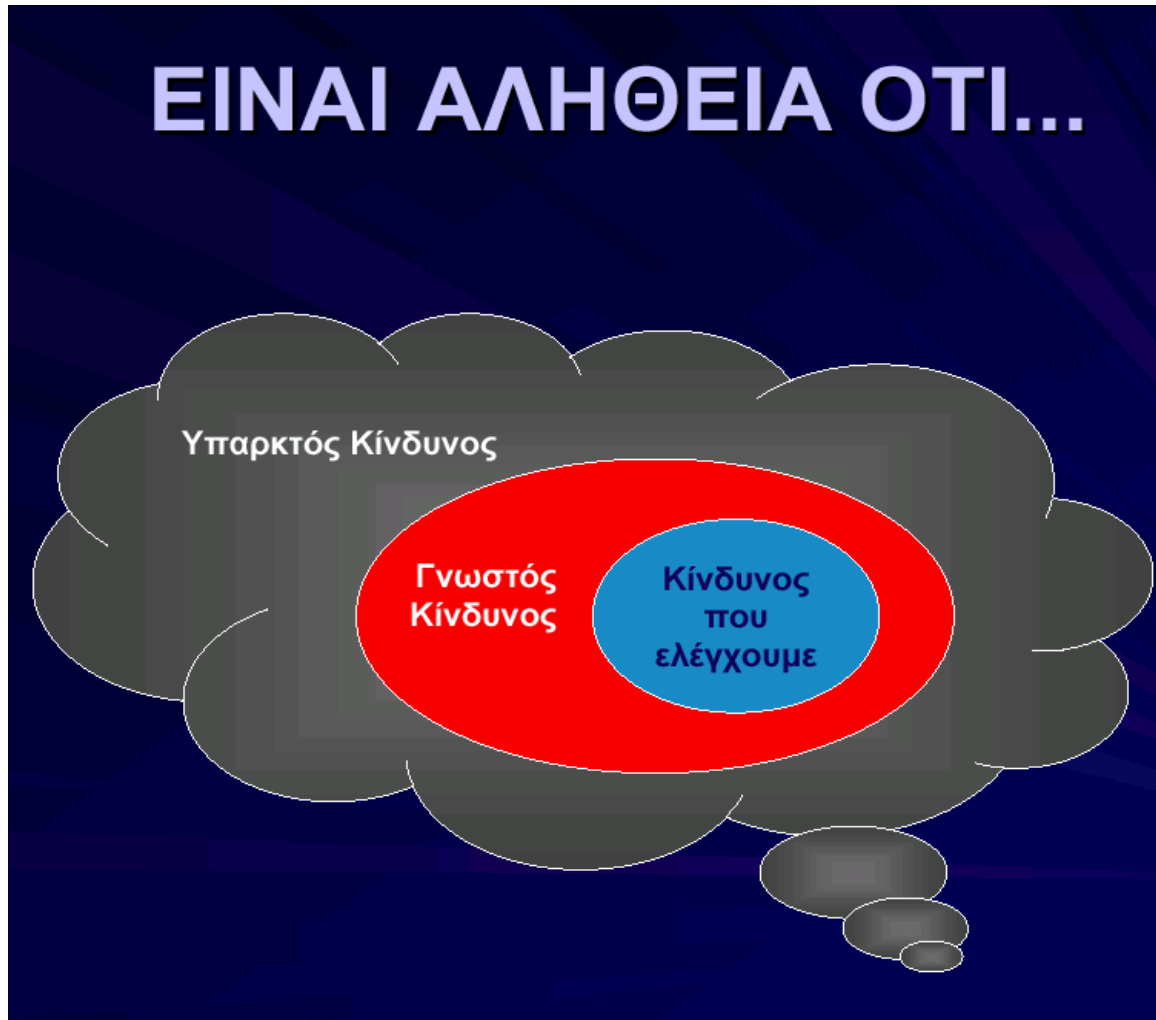 ΕΙΝΑΙ ΑΛΗΘΕΙΑ ΟΤΙ...
Υπαρκτός Κίνδυνος
Γνωστός
Κίνδυνος
Κίνδυνος
που
ελέγχουμε